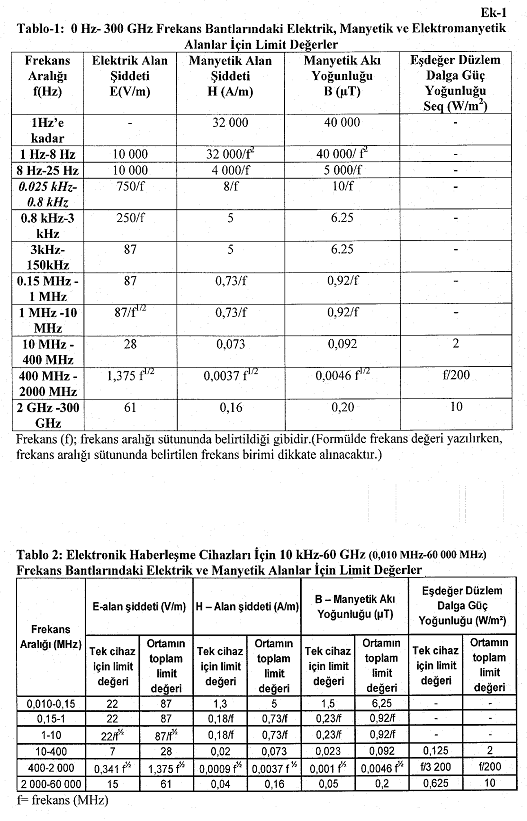 Ek-1
Tablo-1: 0 Hz- 300 GHz Frekans Bantlarındaki Elektrik, Manyetik ve Elektromanyetik
Alanlar İçin Limit Değerler
Frekans Aralığı f(Hz) | Elektrik Alan Şiddeti E(V/m) | Manyetik Alan Şiddeti H (A/m) | Manyetik Akı Yoğunluğu B (µT) | Eşdeğer Düzlem Dalga Güç Yoğunluğu Seq (W/m²)
1Hz'e kadar | - | 32 000 | 40 000 | -
1 Hz-8 Hz | 10 000 | 32 000/f² | 40 000/ f² | -
8 Hz-25 Hz | 10 000 | 4 000/f | 5 000/f | -
0.025 kHz-0.8 kHz | 750/f | 8/f | 10/f | -
0.8 kHz-3 kHz | 250/f | 5 | 6.25 | -
3kHz-150kHz | 87 | 5 | 6.25 | -
0.15 MHz - 1 MHz | 87 | 0,73/f | 0,92/f | -
1 MHz -10 MHz | 87/f^1/2 | 0,73/f | 0,92/f | -
10 MHz - 400 MHz | 28 | 0,073 | 0,092 | 2
400 MHz - 2000 MHz | 1,375 f^1/2 | 0,0037 f^1/2 | 0,0046 f^1/2 | f/200
2 GHz -300 GHz | 61 | 0,16 | 0,20 | 10
Frekans (f); frekans aralığı sütununda belirtildiği gibidir.(Formülde frekans değeri yazılırken,
frekans aralığı sütununda belirtilen frekans birimi dikkate alınacaktır.)
Tablo 2: Elektronik Haberleşme Cihazları İçin 10 kHz-60 GHz (0,010 MHz-60 000 MHz)
Frekans Bantlarındaki Elektrik ve Manyetik Alanlar İçin Limit Değerler
Frekans Aralığı (MHz) | E-alan şiddeti (V/m) | H – Alan şiddeti (A/m) | B – Manyetik Akı Yoğunluğu (µT) | Eşdeğer Düzlem Dalga Güç Yoğunluğu (W/m²)
Tek cihaz için limit değeri | Ortamın toplam limit değeri | Tek cihaz için limit değeri | Ortamın toplam limit değeri | Tek cihaz için limit değeri | Ortamın toplam limit değeri | Tek cihaz için limit değeri | Ortamın toplam limit değeri
0,010-0,15 | 22 | 87 | 1,3 | 5 | 1,5 | 6,25 | - | -
0,15-1 | 22 | 87 | 0,18/f | 0,73/f | 0,23/f | 0,92/f | - | -
1-10 | 22/f^½ | 87/f^½ | 0,18/f | 0,73/f | 0,23/f | 0,92/f | - | -
10-400 | 7 | 28 | 0,02 | 0,073 | 0,023 | 0,092 | 0,125 | 2
400-2 000 | 0,341 f^½ | 1,375 f^½ | 0,0009 f^½ | 0,0037 f^½ | 0,001 f^½ | 0,0046 f^½ | f/3 200 | f/200
2 000-60 000 | 15 | 61 | 0,04 | 0,16 | 0,05 | 0,2 | 0,625 | 10
f= frekans (MHz)